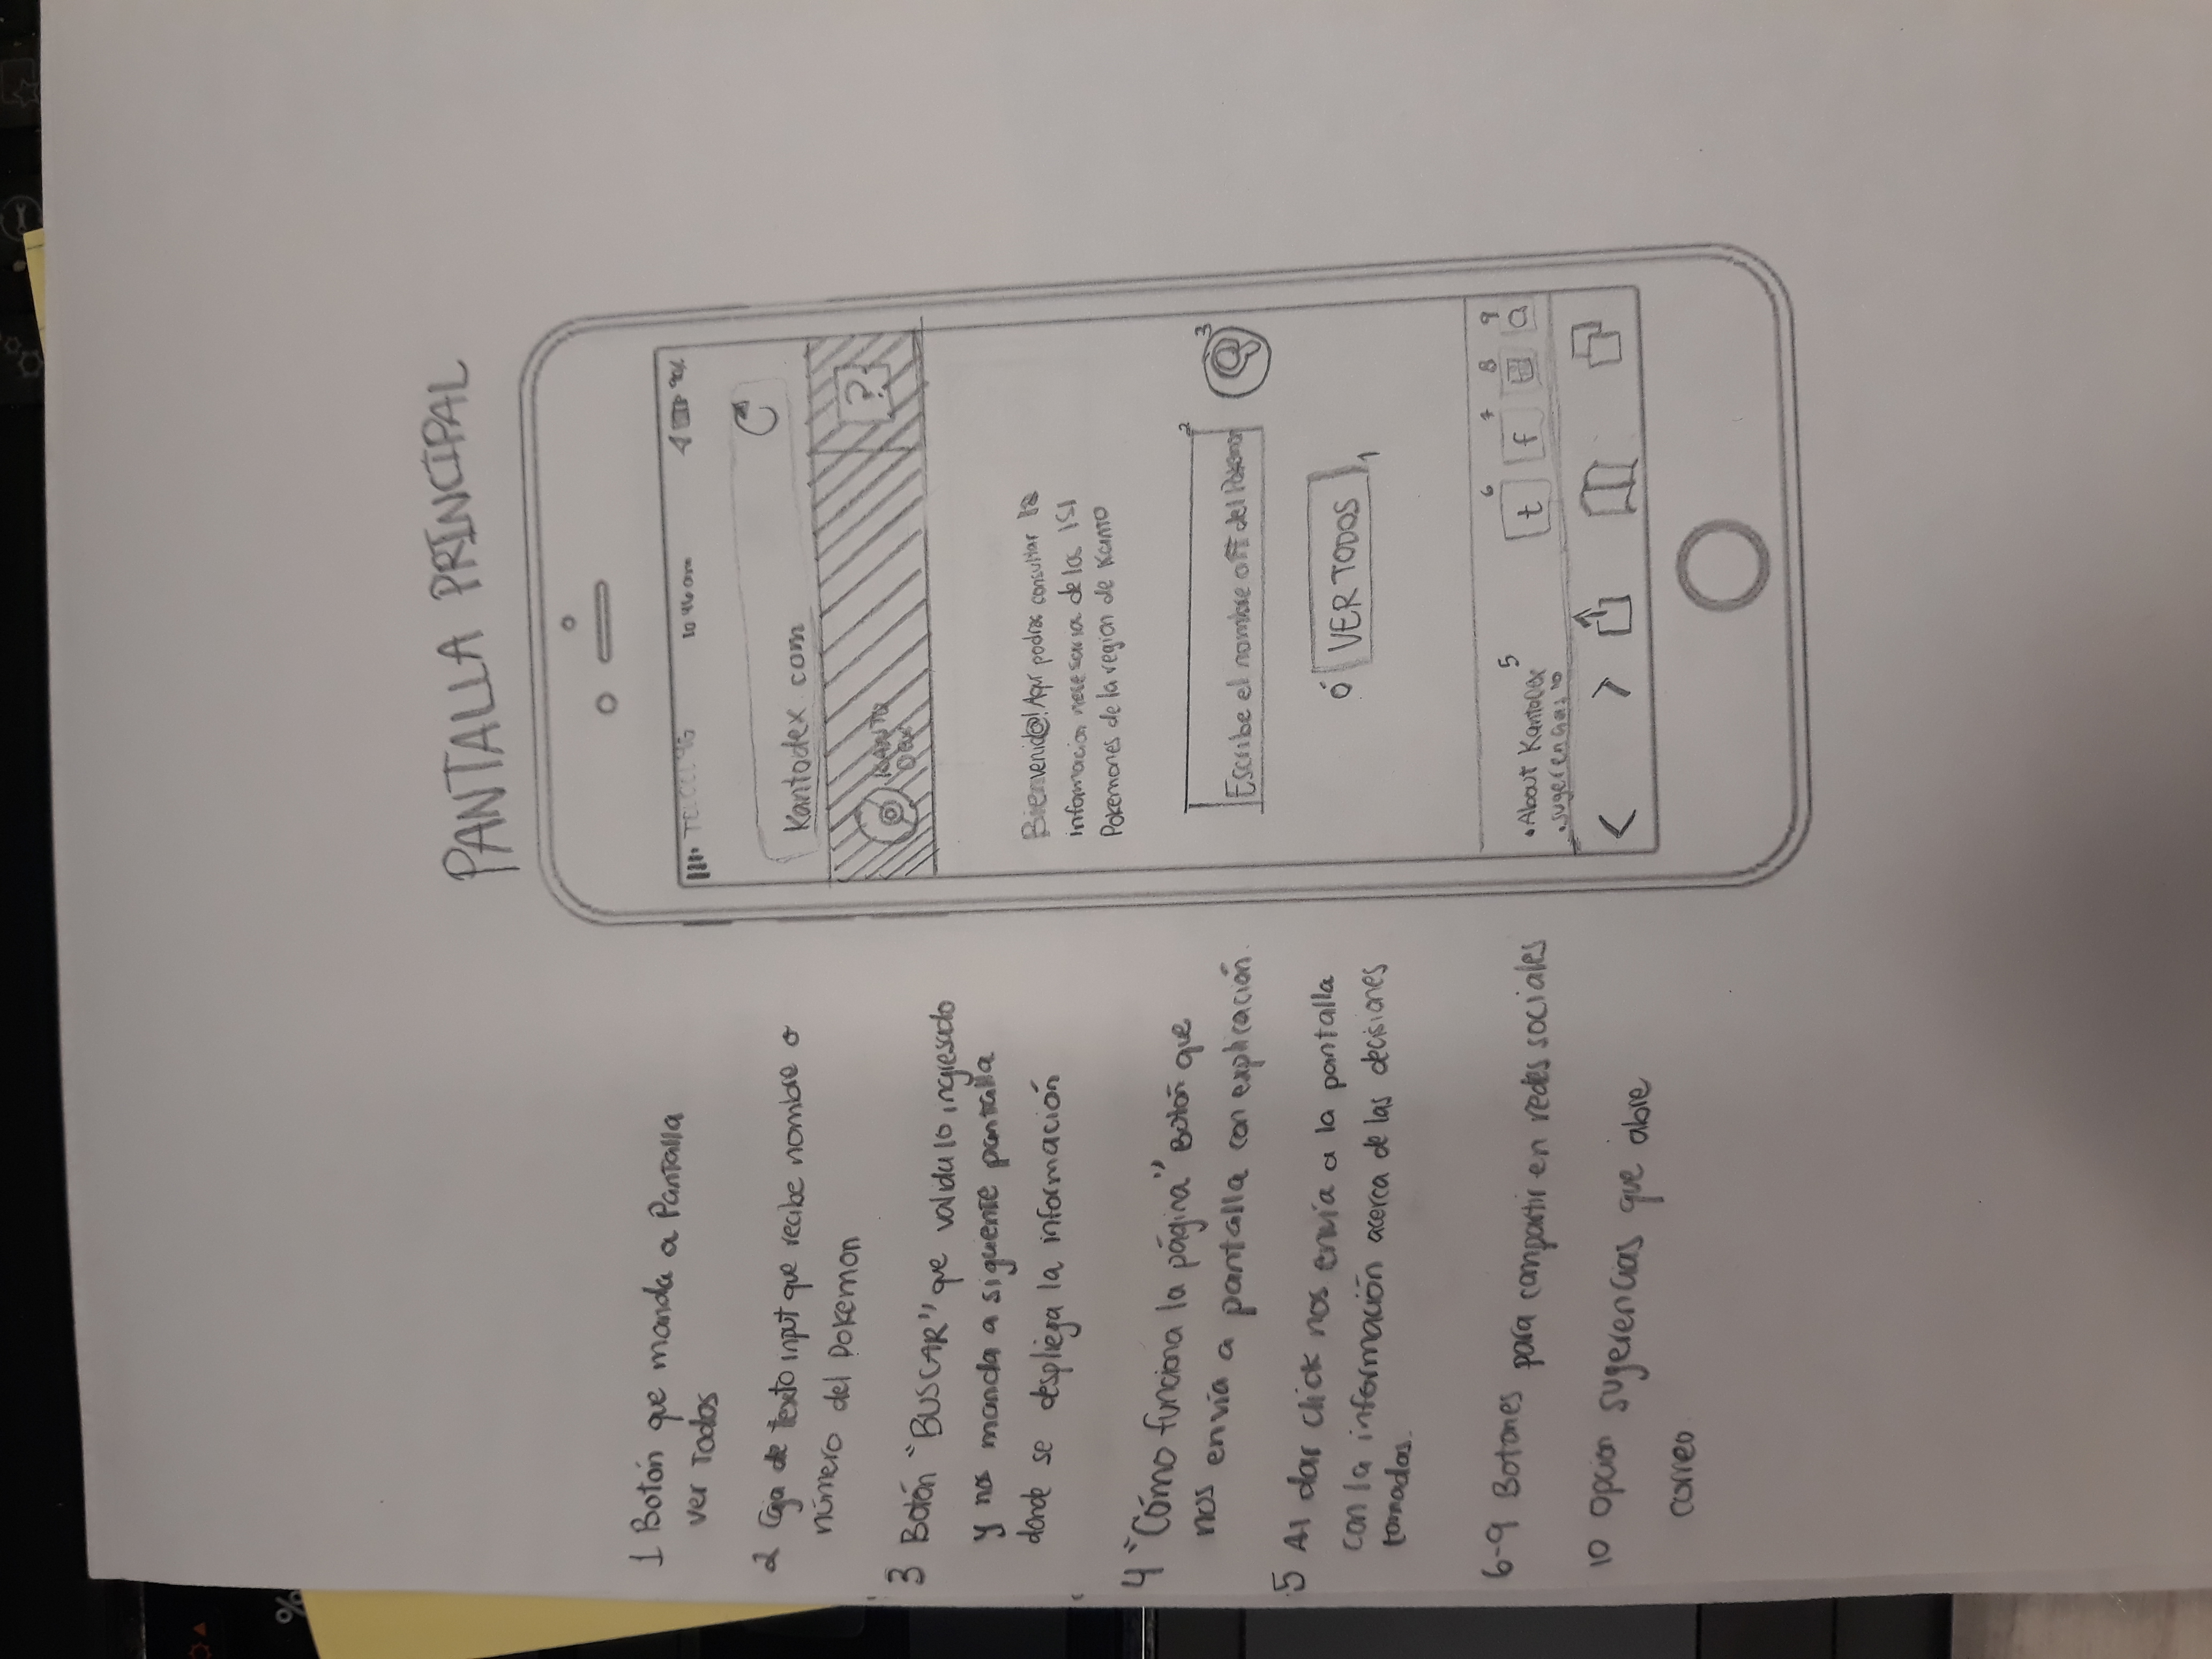 %
PANTALLA PRINCIPAL
1 Botón que manda a Pantalla
ver Todos
2 Caja de texto input que recibe nombre o
número del Pokemon
3 Botón "BUSCAR" que valida lo ingresado
y nos manda a siguiente pantalla
donde se despliega la información
4 "Cómo funciona la página" Botón que
nos envía a pantalla con explicación.
5 Al dar click nos envía a la pantalla
con la información acerca de las decisiones
tomadas.
6-9 Botones para compartir en redes sociales
10 Opcion sugerencias que abre
correo
TELCEL 4G 10 46 am 90%
Kantodex.com
KANTO
DEX
?
Bienvenid@! Aqui podras consultar la
informacion necesaria de los 151
Pokemones de la region de Kanto
2
Escribe el nombre o # del Pokemon
3
ó VER TODOS 1
6 7 8 9
• About KantoDex 5
t f
• sugerencias 10